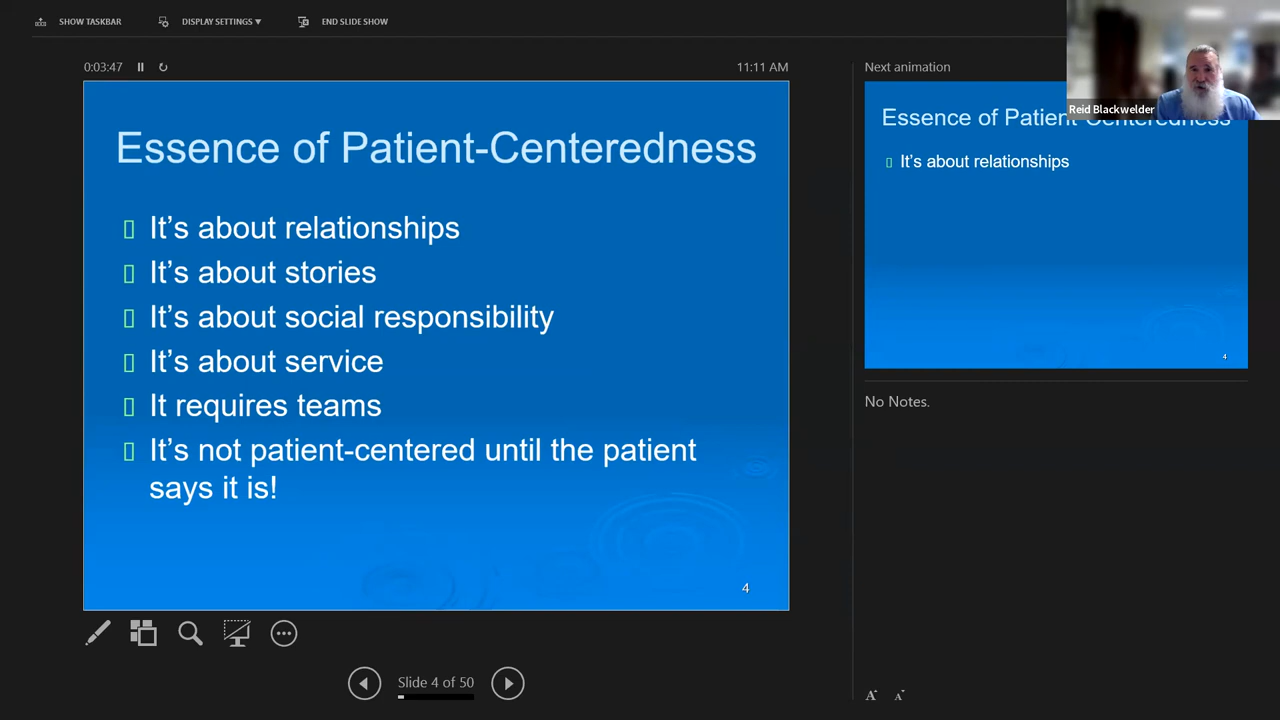 SHOW TASKBAR
DISPLAY SETTINGS
END SLIDE SHOW
0:03:47
11:11 AM
Essence of Patient-Centeredness
It’s about relationships
It’s about stories
It’s about social responsibility
It’s about service
It requires teams
It’s not patient-centered until the patient
says it is!
4
Slide 4 of 50
Next animation
Reid Blackwelder
Essence of Patient-Centeredness
It’s about relationships
4
No Notes.
A
A